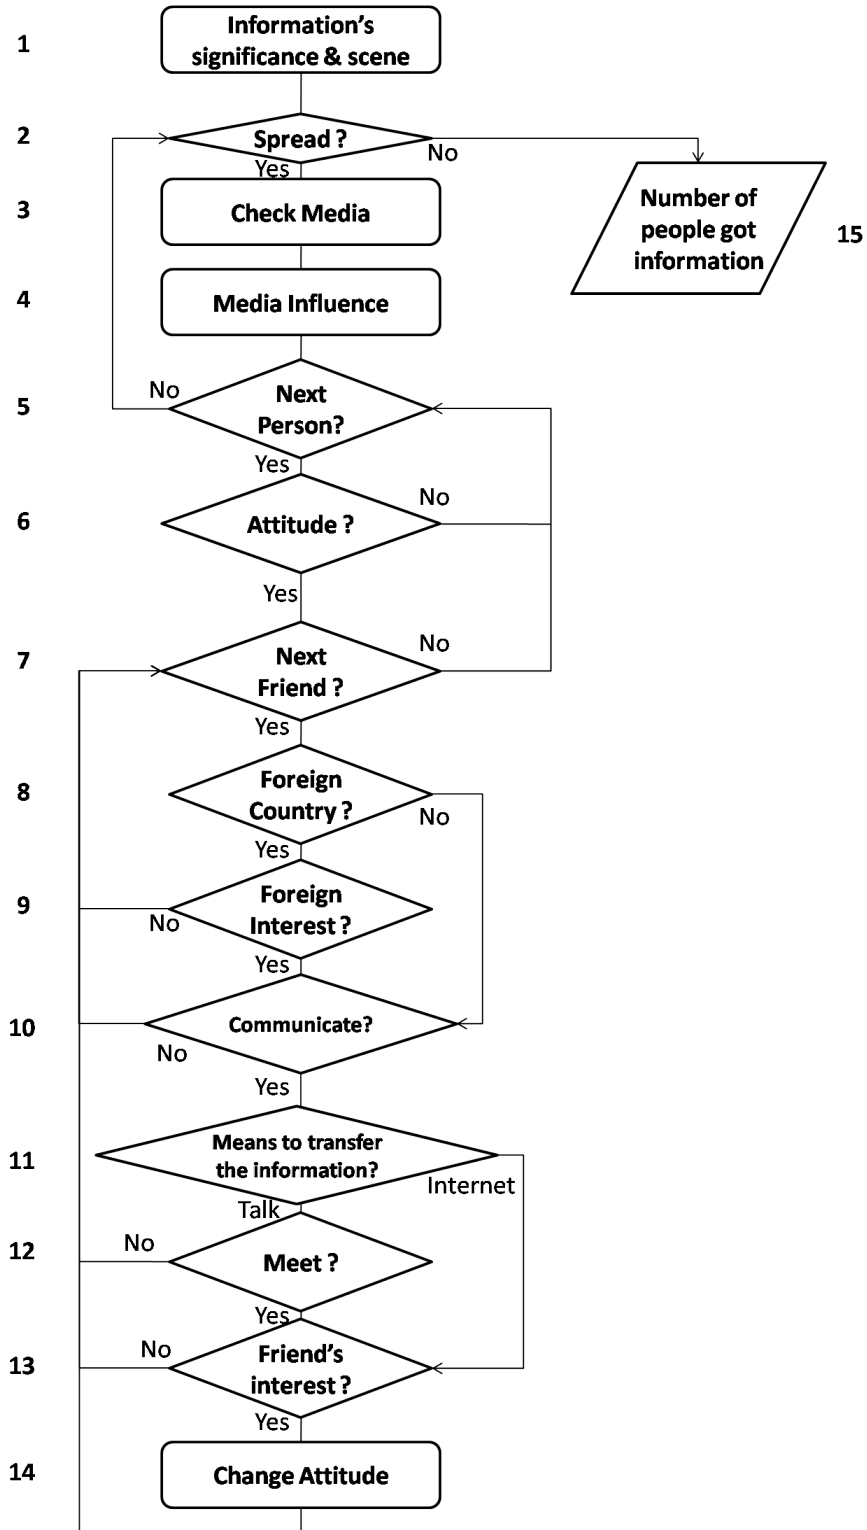 1
Information's
significance & scene
2
Spread ?
No
Yes
3
Check Media
Number of
people got
information
15
4
Media Influence
No
5
Next
Person?
Yes
No
6
Attitude ?
Yes
No
7
Next
Friend ?
Yes
8
Foreign
Country ?
No
Yes
9
Foreign
Interest ?
No
Yes
10
Communicate?
No
Yes
11
Means to transfer
the information?
Internet
Talk
No
12
Meet ?
Yes
No
13
Friend's
interest ?
Yes
14
Change Attitude